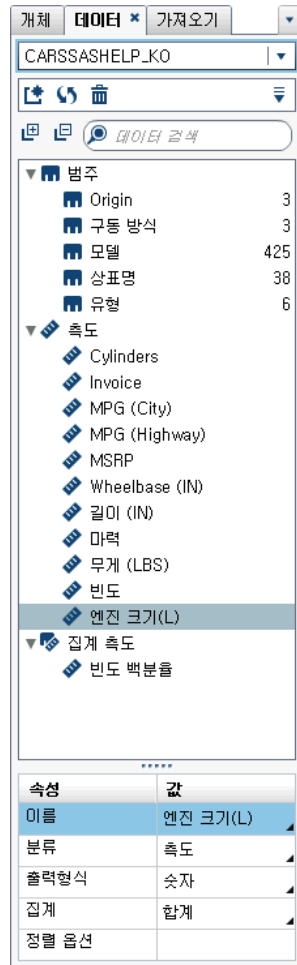 개체 데이터 × 가져오기
CARSSASHELP_KO
데이터 검색
범주
Origin 3
구동 방식 3
모델 425
상표명 38
유형 6
측도
Cylinders
Invoice
MPG (City)
MPG (Highway)
MSRP
Wheelbase (IN)
길이 (IN)
마력
무게 (LBS)
빈도
엔진 크기(L)
집계 측도
빈도 백분율
속성 값
이름 엔진 크기(L)
분류 측도
출력형식 숫자
집계 합계
정렬 옵션